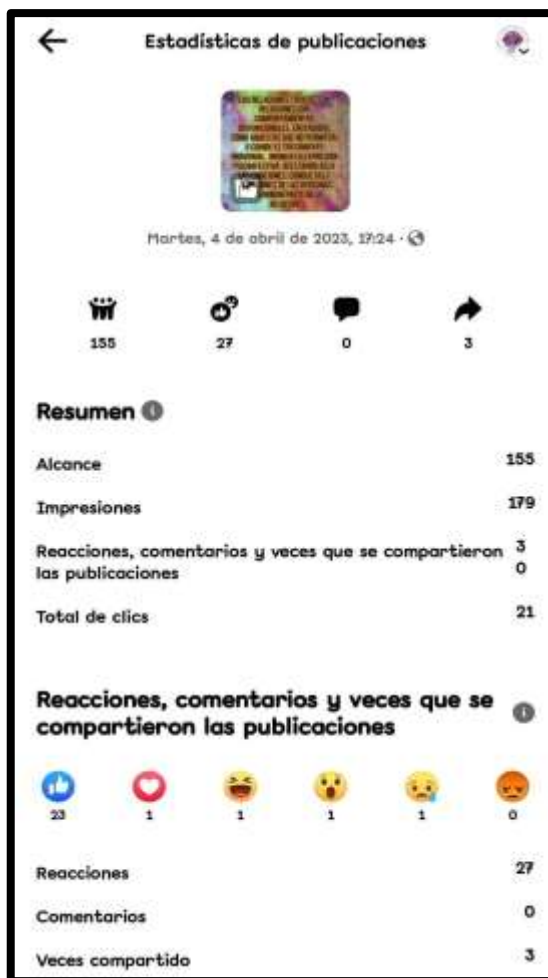 Estadísticas de publicaciones
Martes, 4 de abril de 2023, 17:24 ·
155
27
0
3
Resumen
Alcance
155
Impresiones
179
Reacciones, comentarios y veces que se compartieron
las publicaciones
3
0
Total de clics
21
Reacciones, comentarios y veces que se
compartieron las publicaciones
23
1
1
1
1
0
Reacciones
27
Comentarios
0
Veces compartido
3